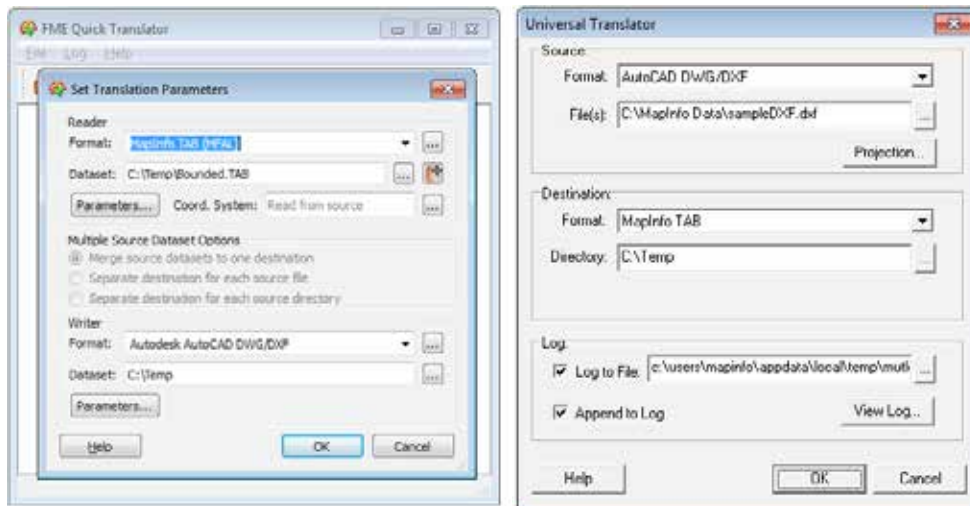 FME Quick Translator
File Log Help
Set Translation Parameters
Reader
Format: MapInfo TAB (MFAL)
Dataset: C:\Temp\Bounded.TAB
Parameters... Coord. System: Read from source
Multiple Source Dataset Options
Merge source datasets to one destination
Separate destination for each source file
Separate destination for each source directory
Writer
Format: Autodesk AutoCAD DWG/DXF
Dataset: C:\Temp
Parameters...
Help OK Cancel
Universal Translator
Source
Format: AutoCAD DWG/DXF
File(s): C:\MapInfo Data\sampleDXF.dxf
Projection...
Destination:
Format: MapInfo TAB
Directory: C:\Temp
Log:
Log to File: c:\users\mapinfo\appdata\local\temp\mutl
Append to Log View Log...
Help OK Cancel